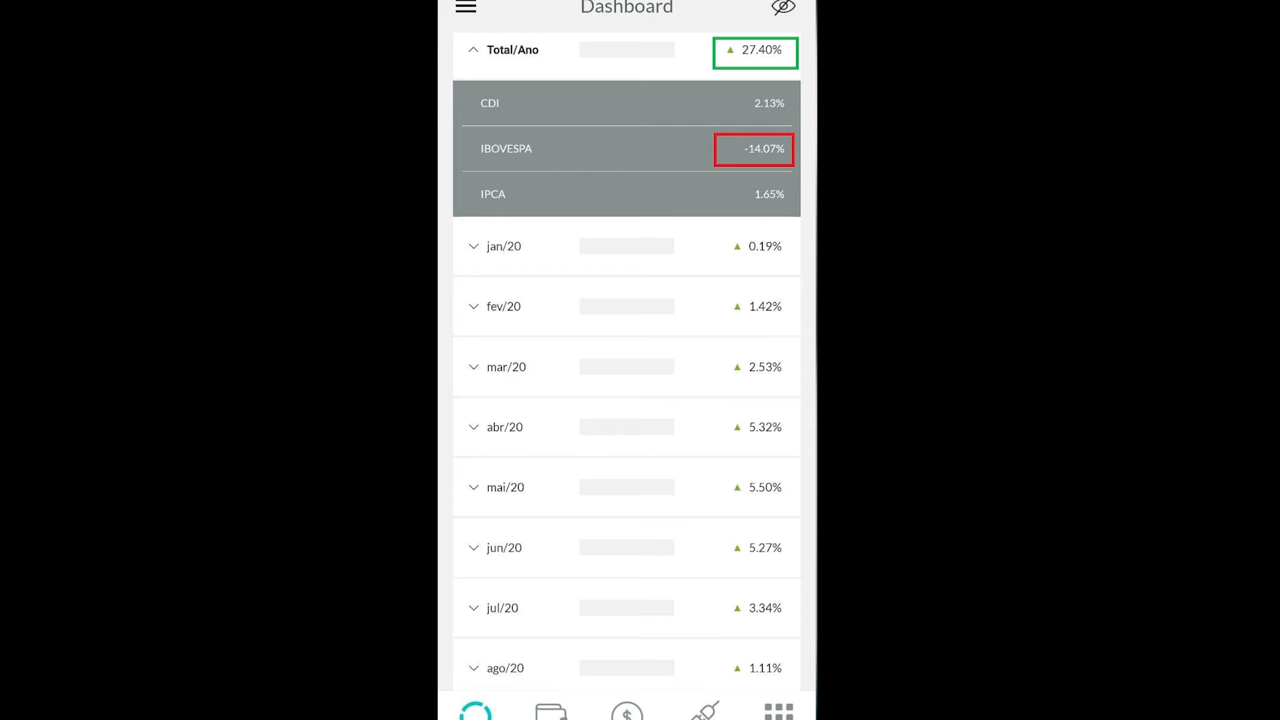 Dashboard
Total/Ano 27.40%
CDI 2.13%
IBOVESPA -14.07%
IPCA 1.65%
jan/20 0.19%
fev/20 1.42%
mar/20 2.53%
abr/20 5.32%
mai/20 5.50%
jun/20 5.27%
jul/20 3.34%
ago/20 1.11%
$